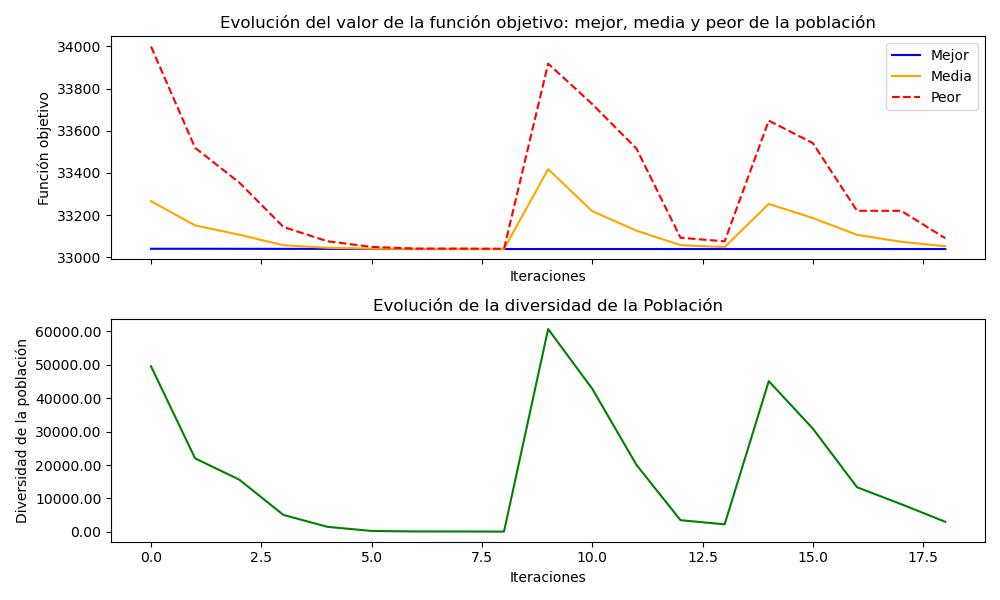 Evolución del valor de la función objetivo: mejor, media y peor de la población
34000
33800
33600
33400
33200
33000
Función objetivo
Mejor
Media
Peor
Iteraciones
Evolución de la diversidad de la Población
60000.00
50000.00
40000.00
30000.00
20000.00
10000.00
0.00
Diversidad de la población
0.0 2.5 5.0 7.5 10.0 12.5 15.0 17.5
Iteraciones